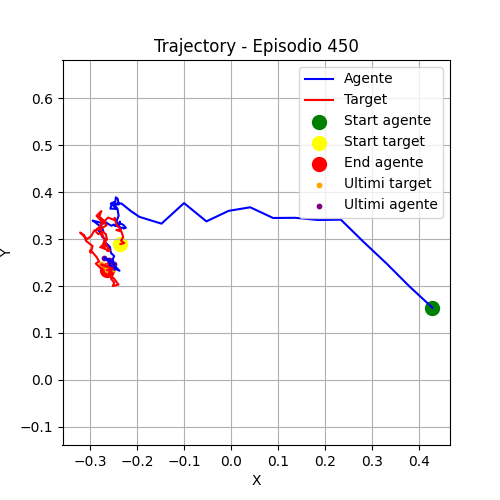 Trajectory - Episodio 450
Agente
Target
Start agente
Start target
End agente
Ultimi target
Ultimi agente
0.6
0.5
0.4
0.3
0.2
0.1
0.0
−0.1
Y
−0.3 −0.2 −0.1 0.0 0.1 0.2 0.3 0.4
X